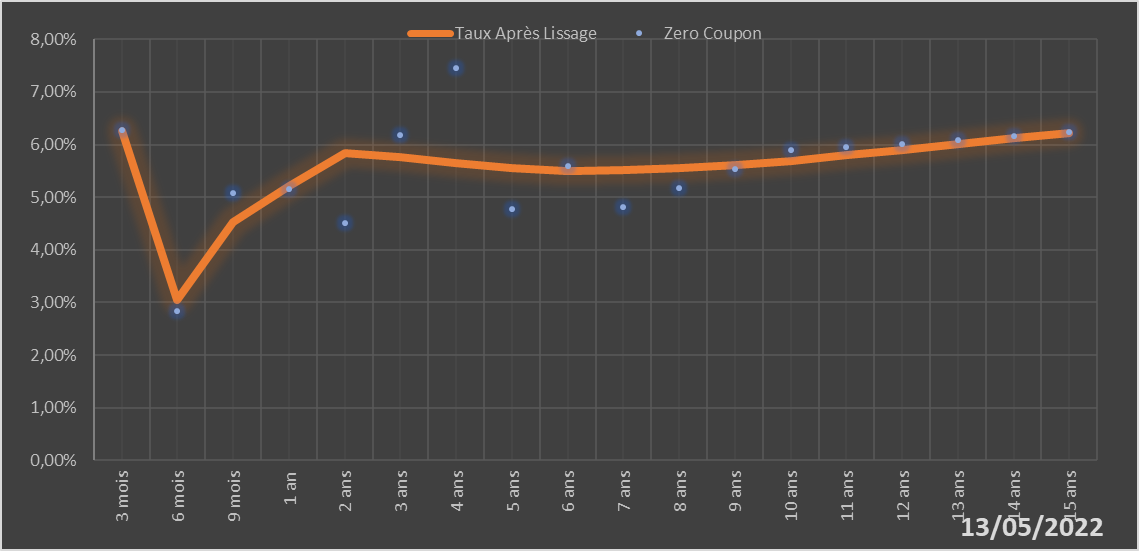 Taux Après Lissage
Zero Coupon
8,00%
7,00%
6,00%
5,00%
4,00%
3,00%
2,00%
1,00%
0,00%
3 mois
6 mois
9 mois
1 an
2 ans
3 ans
4 ans
5 ans
6 ans
7 ans
8 ans
9 ans
10 ans
11 ans
12 ans
13 ans
14 ans
15 ans
13/05/2022